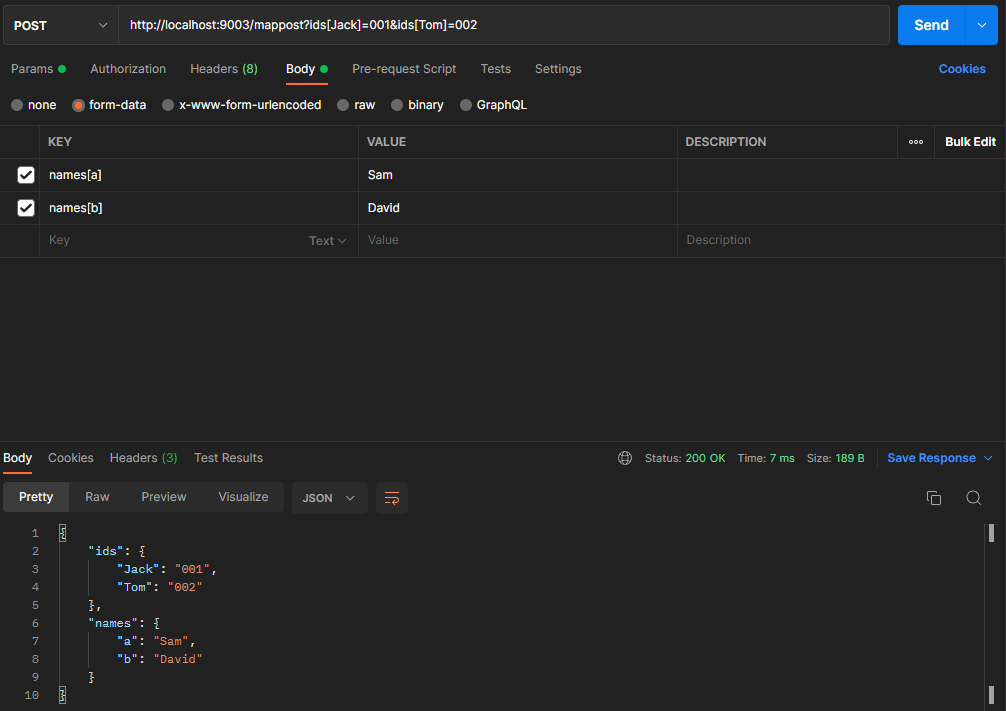 POST http://localhost:9003/mappost?ids[Jack]=001&ids[Tom]=002 Send
Params Authorization Headers (8) Body Pre-request Script Tests Settings Cookies
none form-data x-www-form-urlencoded raw binary GraphQL
KEY VALUE DESCRIPTION ooo Bulk Edit
names[a] Sam
names[b] David
Key Text Value Description
Body Cookies Headers (3) Test Results Status: 200 OK Time: 7 ms Size: 189 B Save Response
Pretty Raw Preview Visualize JSON
1 {
2 "ids": {
3 "Jack": "001",
4 "Tom": "002"
5 },
6 "names": {
7 "a": "Sam",
8 "b": "David"
9 }
10 }